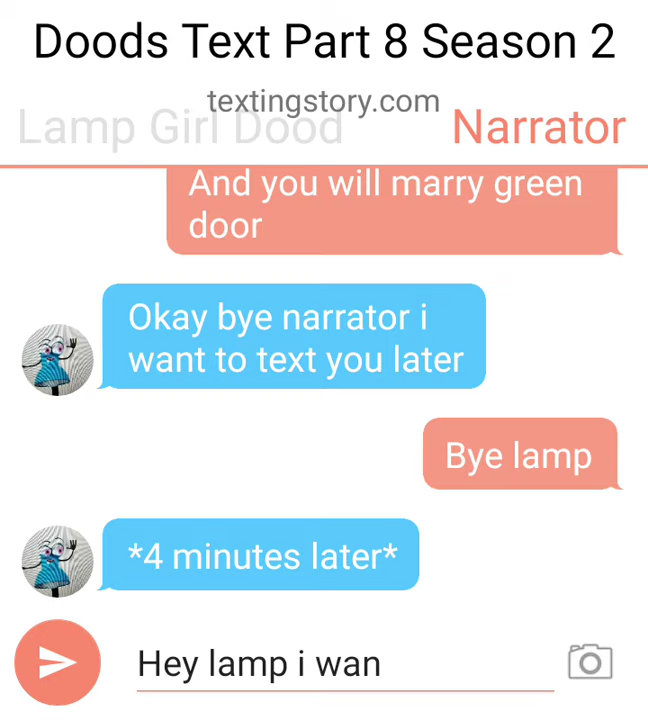 Doods Text Part 8 Season 2
textingstory.com
Lamp Girl Dood
Narrator
And you will marry green
door
Okay bye narrator i
want to text you later
Bye lamp
*4 minutes later*
Hey lamp i wan